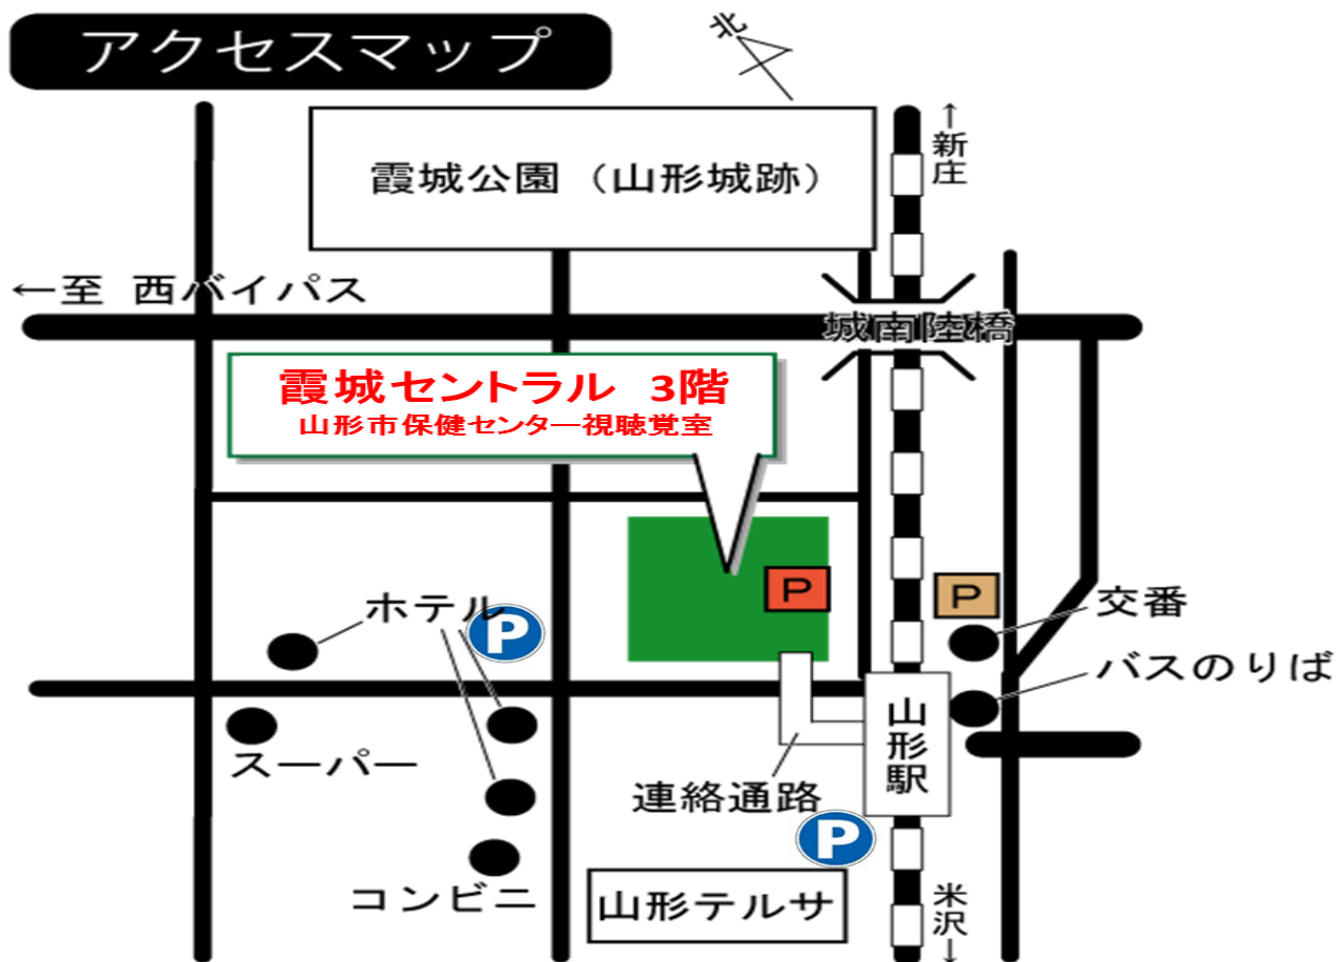 アクセスマップ
北
↑
新庄
霞城公園（山形城跡）
←至 西バイパス
城南陸橋
霞城セントラル 3階
山形市保健センター視聴覚室
P
P
交番
ホテル
P
バスのりば
山形駅
スーパー
連絡通路
P
コンビニ
山形テルサ
米沢
↓